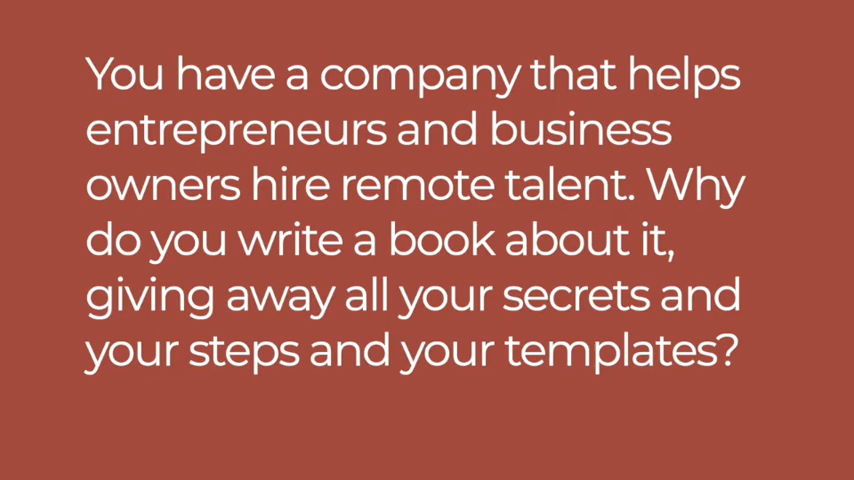 You have a company that helps
entrepreneurs and business
owners hire remote talent. Why
do you write a book about it,
giving away all your secrets and
your steps and your templates?